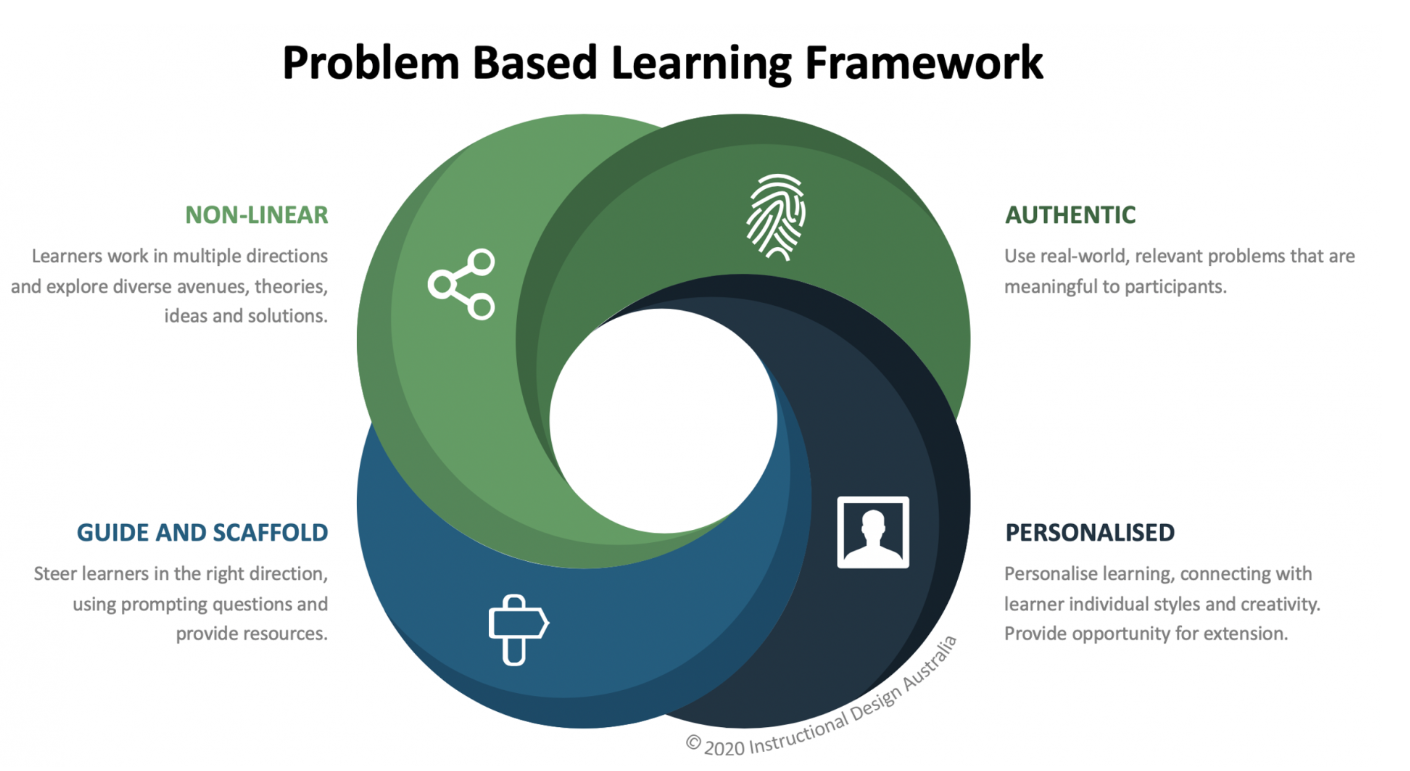 Problem Based Learning Framework
NON-LINEAR
Learners work in multiple directions
and explore diverse avenues, theories,
ideas and solutions.
AUTHENTIC
Use real-world, relevant problems that are
meaningful to participants.
GUIDE AND SCAFFOLD
Steer learners in the right direction,
using prompting questions and
provide resources.
PERSONALISED
Personalise learning, connecting with
learner individual styles and creativity.
Provide opportunity for extension.
© 2020 Instructional Design Australia